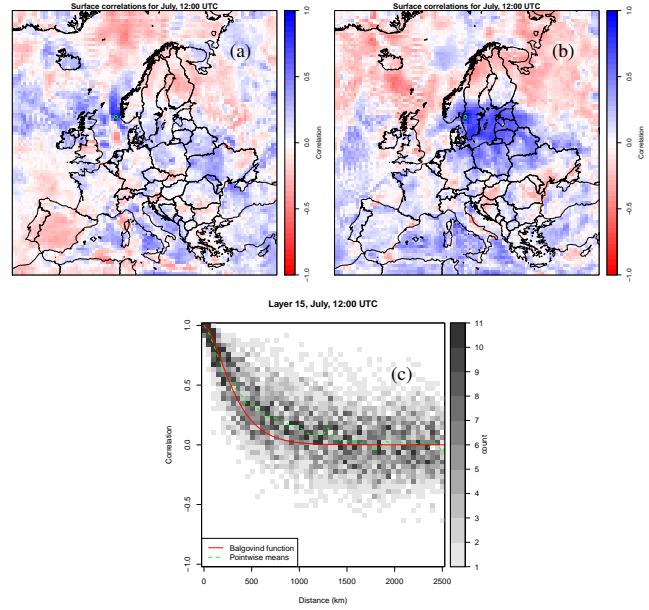 Surface correlations for July, 12:00 UTC
(a)
1.0
0.5
0.0
−0.5
−1.0
Correlation
Surface correlations for July, 12:00 UTC
(b)
1.0
0.5
0.0
−0.5
−1.0
Correlation
Layer 15, July, 12:00 UTC
(c)
1.0
0.5
0.0
−0.5
−1.0
Correlation
Balgovind function
Pointwise means
0
500
1000
1500
2000
2500
Distance (km)
11
10
9
8
7
6
5
4
3
2
1
count